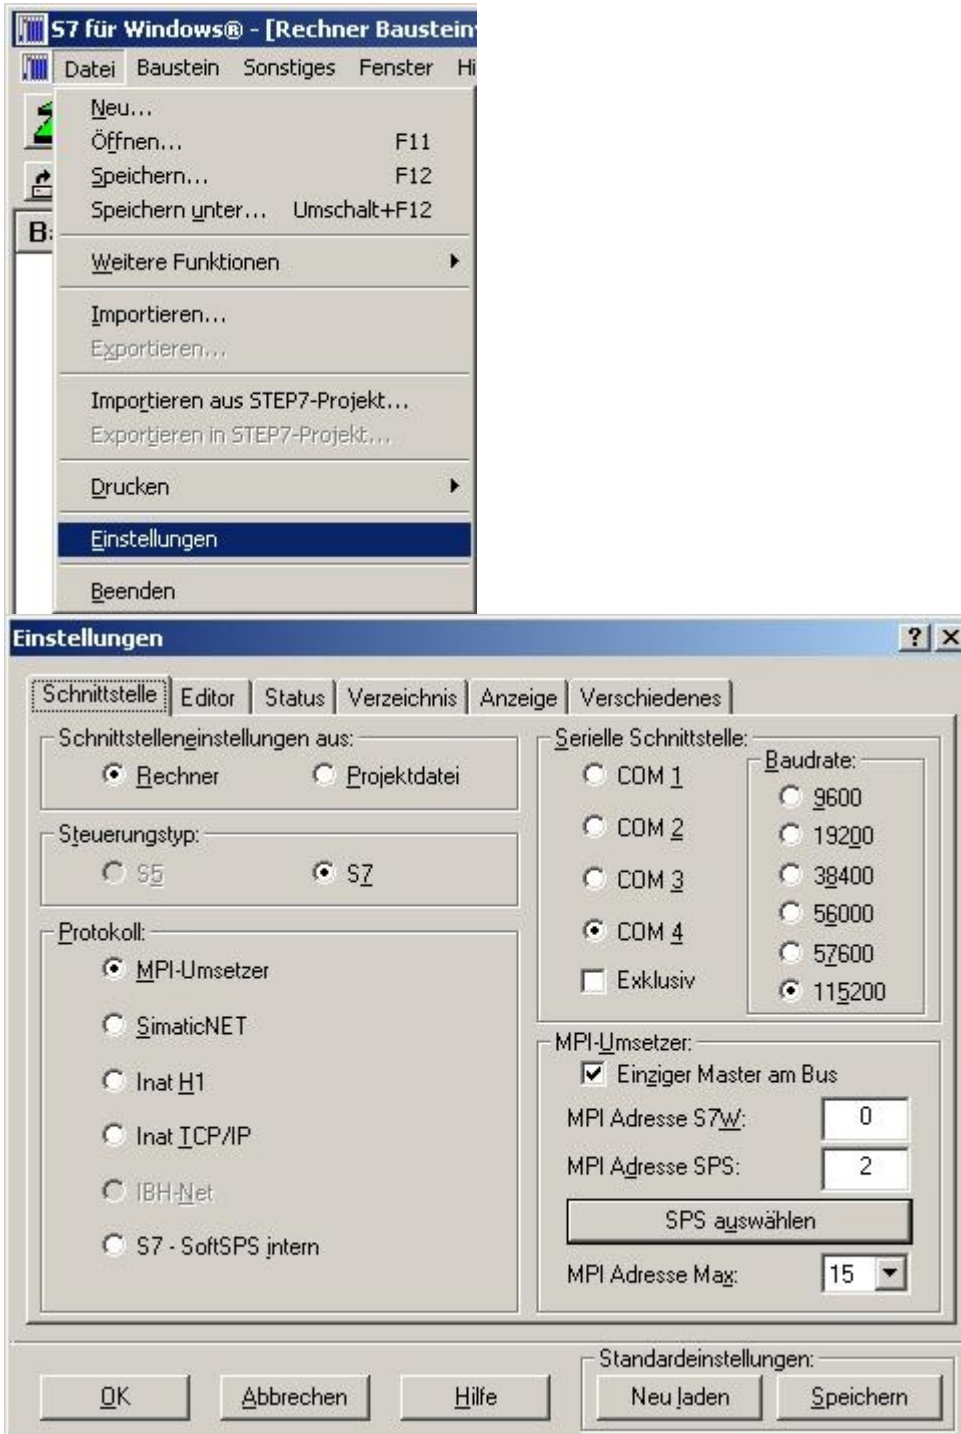 S7 für Windows® - [Rechner Baustein
Datei Baustein Sonstiges Fenster Hi
Neu...
Öffnen... F11
Speichern... F12
Speichern unter... Umschalt+F12
B
Weitere Funktionen
Importieren...
Exportieren...
Importieren aus STEP7-Projekt...
Exportieren in STEP7-Projekt...
Drucken
Einstellungen
Beenden
Einstellungen
Schnittstelle Editor Status Verzeichnis Anzeige Verschiedenes
Schnittstelleneinstellungen aus:
Rechner Projektdatei
Steuerungstyp:
S5 S7
Protokoll:
MPI-Umsetzer
SimaticNET
Inat H1
Inat TCP/IP
IBH-Net
S7 - SoftSPS intern
Serielle Schnittstelle:
COM 1
COM 2
COM 3
COM 4
Exklusiv
Baudrate:
9600
19200
38400
56000
57600
115200
MPI-Umsetzer:
Einziger Master am Bus
MPI Adresse S7W: 0
MPI Adresse SPS: 2
SPS auswählen
MPI Adresse Max: 15
OK Abbrechen Hilfe
Standardeinstellungen:
Neu laden Speichern